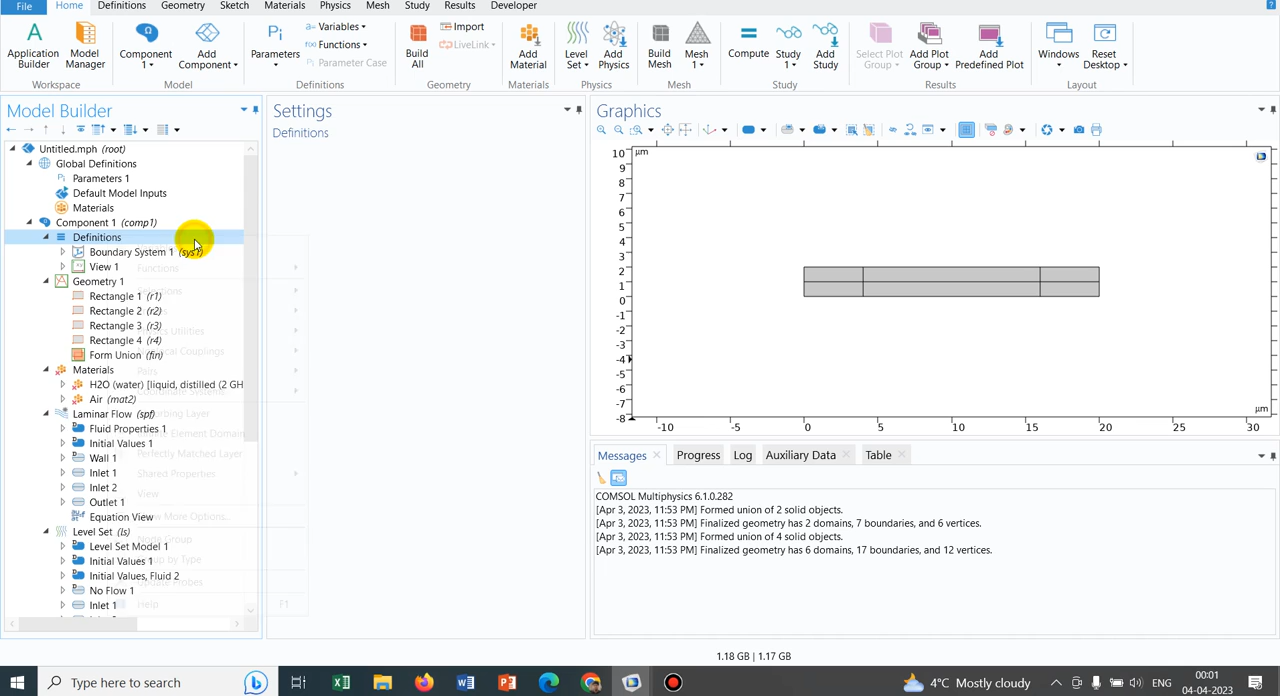 File Home Definitions Geometry Sketch Materials Physics Mesh Study Results Developer
Application Builder
Model Manager
Workspace
Component 1
Add Component
Model
Parameters
a= Variables
f(x) Functions
Pi Parameter Case
Definitions
Build All
Import
LiveLink
Geometry
Add Material
Materials
Level Set
Add Physics
Physics
Build Mesh
Mesh 1
Mesh
Compute
Study 1
Add Study
Study
Select Plot Group
Add Plot Group
Add Predefined Plot
Results
Windows
Reset Desktop
Layout
Model Builder
Untitled.mph (root)
Global Definitions
Pi Parameters 1
Default Model Inputs
Materials
Component 1 (comp1)
Definitions
Boundary System 1 (sys1)
View 1
Geometry 1
Rectangle 1 (r1)
Rectangle 2 (r2)
Rectangle 3 (r3)
Rectangle 4 (r4)
Form Union (fin)
Materials
H2O (water) [liquid, distilled (2 GH
Air (mat2)
Laminar Flow (spf)
Fluid Properties 1
Initial Values 1
Wall 1
Inlet 1
Inlet 2
Outlet 1
Equation View
Level Set (ls)
Level Set Model 1
Initial Values 1
Initial Values, Fluid 2
No Flow 1
Inlet 1
Functions
Pairs
Perfectly Matched Layer
Shared Properties
View
Node Group
Help F1
Settings
Definitions
Graphics
10 µm
9
8
7
6
5
4
3
2
1
0
-1
-2
-3
-4
-5
-6
-7
-8 µm
-10 -5 0 5 10 15 20 25 30
Messages Progress Log Auxiliary Data Table
COMSOL Multiphysics 6.1.0.282
[Apr 3, 2023, 11:53 PM] Formed union of 2 solid objects.
[Apr 3, 2023, 11:53 PM] Finalized geometry has 2 domains, 7 boundaries, and 6 vertices.
[Apr 3, 2023, 11:53 PM] Formed union of 4 solid objects.
[Apr 3, 2023, 11:53 PM] Finalized geometry has 6 domains, 17 boundaries, and 12 vertices.
1.18 GB | 1.17 GB
Type here to search
4°C Mostly cloudy
ENG
00:01
04-04-2023